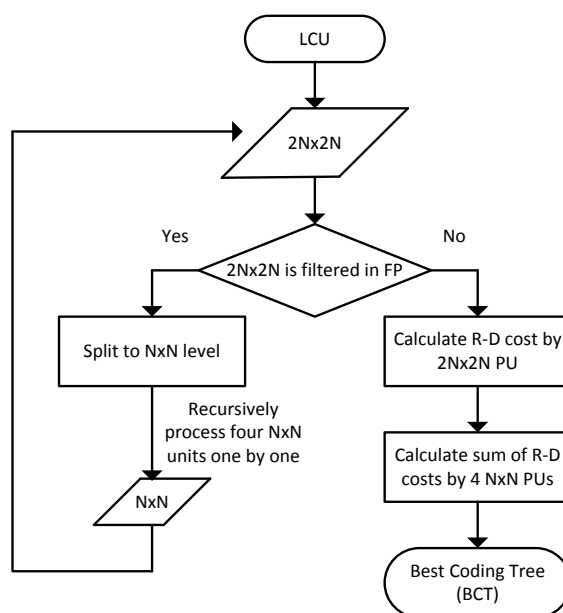 LCU
2Nx2N
Yes
No
2Nx2N is filtered in FP
Split to NxN level
Calculate R-D cost by
2Nx2N PU
Recursively
process four NxN
units one by one
Calculate sum of R-D
costs by 4 NxN PUs
NxN
Best Coding Tree
(BCT)